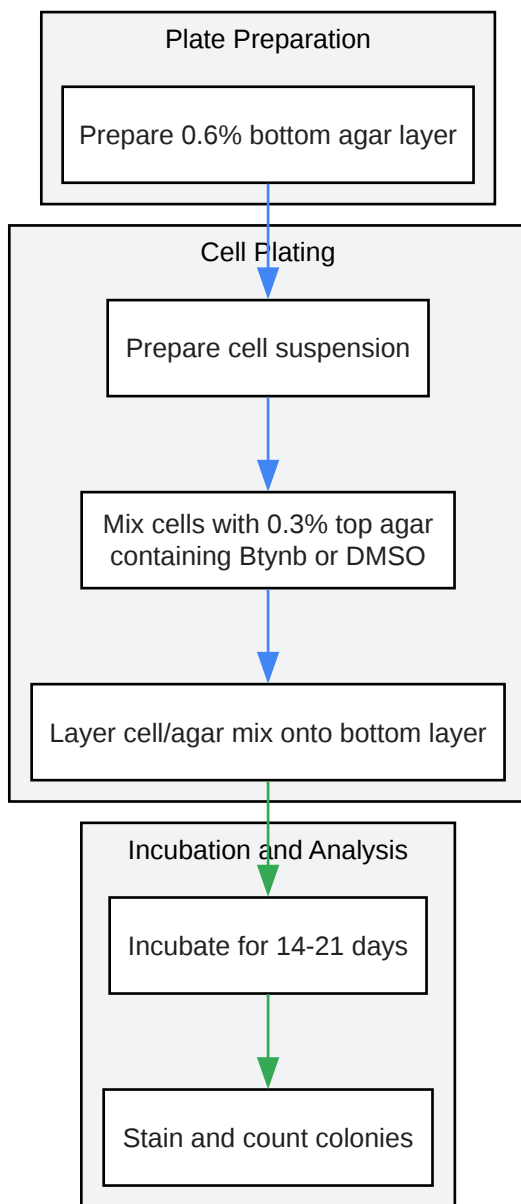 Plate Preparation
Prepare 0.6% bottom agar layer
Cell Plating
Prepare cell suspension
Mix cells with 0.3% top agar
containing Btynb or DMSO
Layer cell/agar mix onto bottom layer
Incubation and Analysis
Incubate for 14-21 days
Stain and count colonies